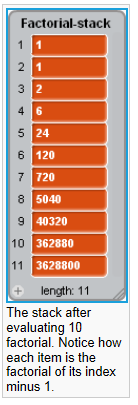 Factorial-stack
1 1
2 1
3 2
4 6
5 24
6 120
7 720
8 5040
9 40320
10 362880
11 3628800
+ length: 11
The stack after
evaluating 10
factorial. Notice how
each item is the
factorial of its index
minus 1.